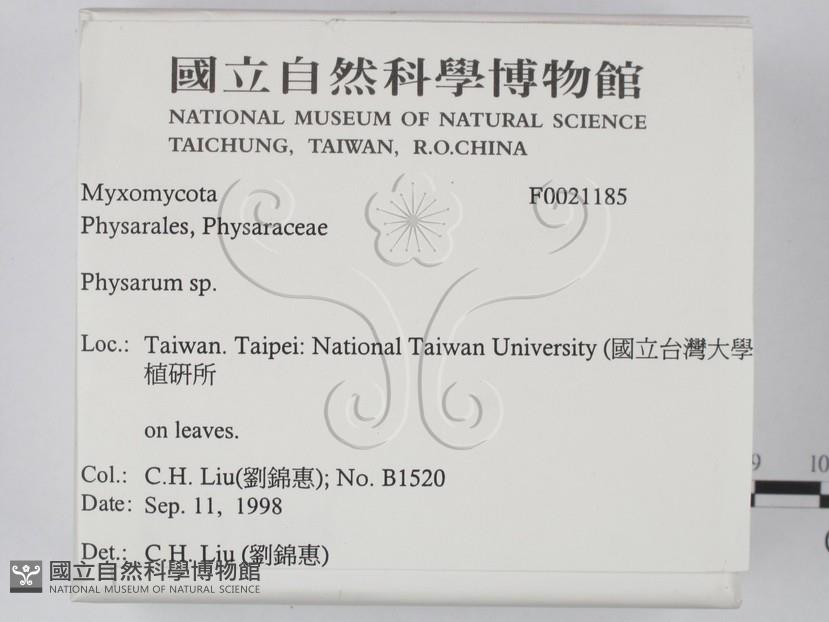 國立自然科學博物館
NATIONAL MUSEUM OF NATURAL SCIENCE
TAICHUNG, TAIWAN, R.O.CHINA
Myxomycota F0021185
Physarales, Physaraceae
Physarum sp.
Loc.: Taiwan. Taipei: National Taiwan University (國立台灣大學
植研所
on leaves.
Col.: C.H. Liu(劉錦惠); No. B1520
Date: Sep. 11, 1998
Det.: C.H. Liu (劉錦惠)
國立自然科學博物館
NATIONAL MUSEUM OF NATURAL SCIENCE
9 10